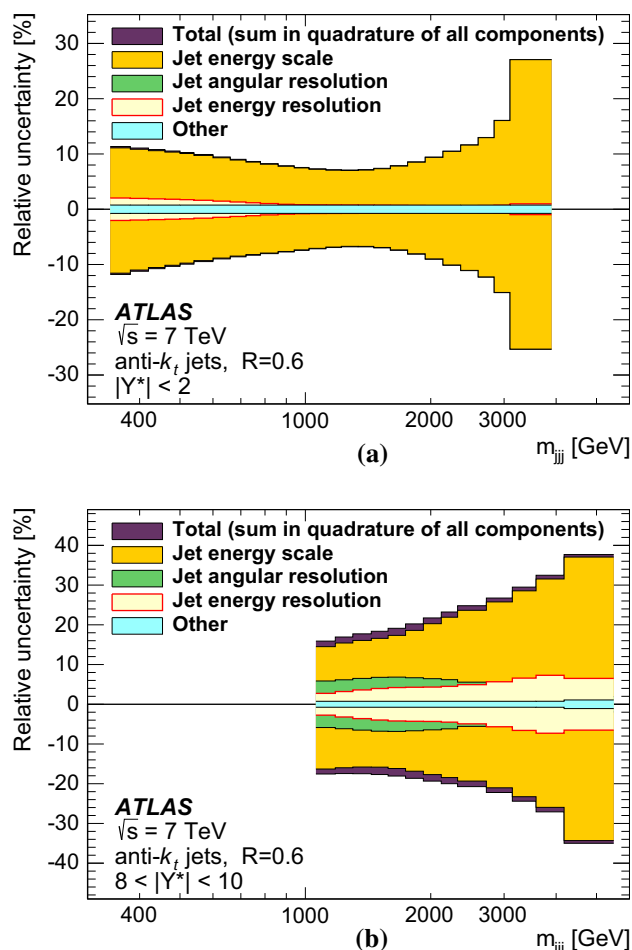 Relative uncertainty [%]
30
20
10
0
-10
-20
-30
Total (sum in quadrature of all components)
Jet energy scale
Jet angular resolution
Jet energy resolution
Other
ATLAS
√s = 7 TeV
anti-kt jets, R=0.6
|Y*| < 2
400 1000 2000 3000
mjjj [GeV]
(a)
Relative uncertainty [%]
40
30
20
10
0
-10
-20
-30
-40
Total (sum in quadrature of all components)
Jet energy scale
Jet angular resolution
Jet energy resolution
Other
ATLAS
√s = 7 TeV
anti-kt jets, R=0.6
8 < |Y*| < 10
400 1000 2000 3000
mjjj [GeV]
(b)